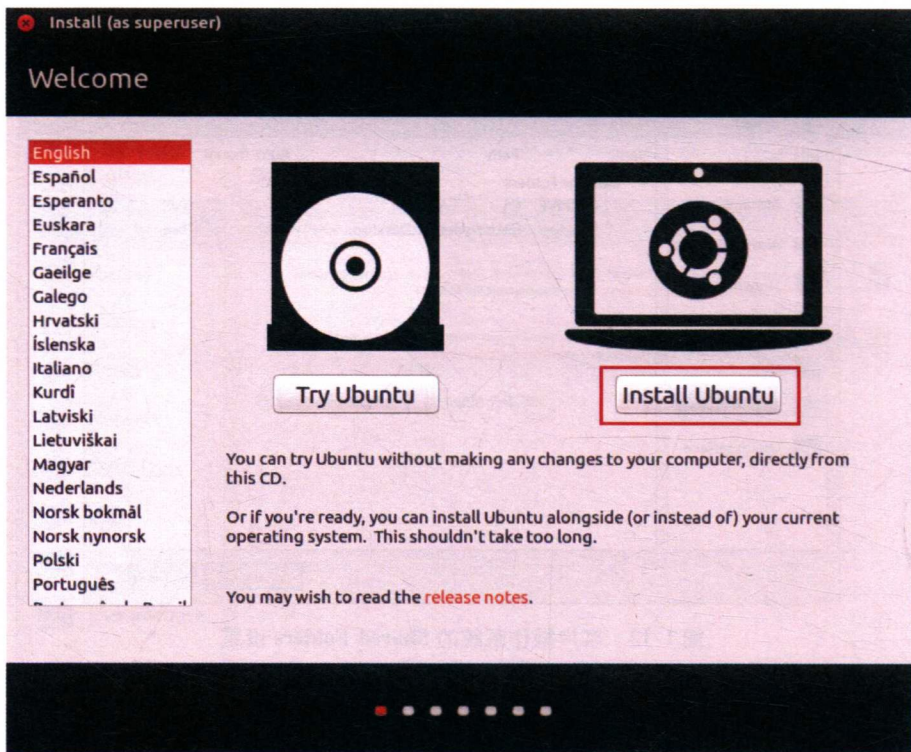 Install (as superuser)
Welcome
English
Español
Esperanto
Euskara
Français
Gaeilge
Galego
Hrvatski
Íslenska
Italiano
Kurdî
Latviski
Lietuviškai
Magyar
Nederlands
Norsk bokmål
Norsk nynorsk
Polski
Português
Try Ubuntu
Install Ubuntu
You can try Ubuntu without making any changes to your computer, directly from
this CD.
Or if you're ready, you can install Ubuntu alongside (or instead of) your current
operating system. This shouldn't take too long.
You may wish to read the release notes.